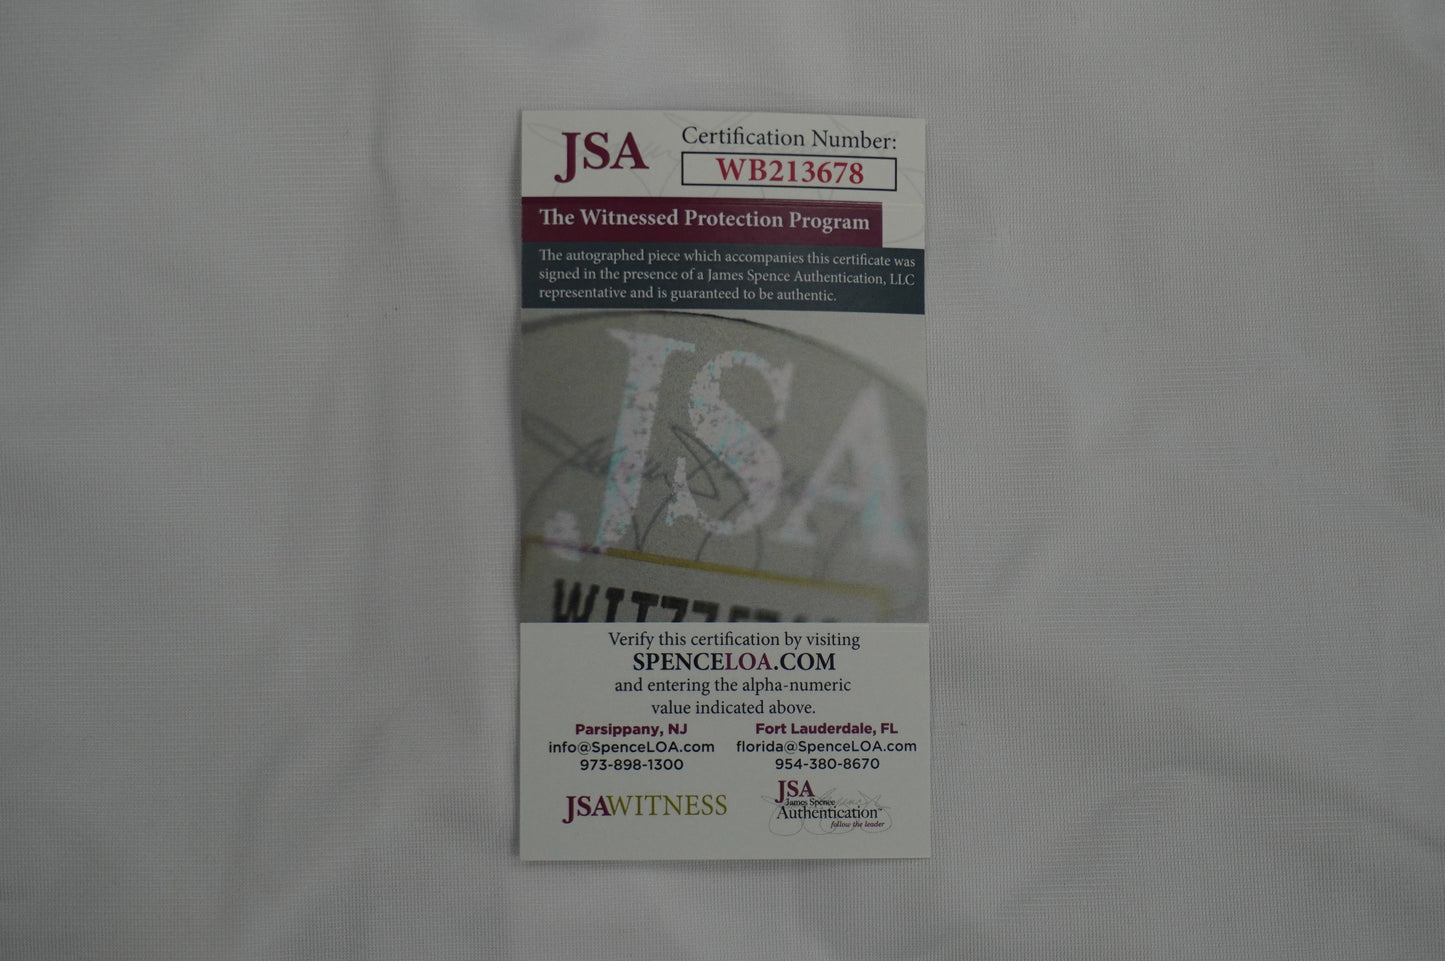 JSA
Certification Number:
WB213678
The Witnessed Protection Program
The autographed piece which accompanies this certificate was
signed in the presence of a James Spence Authentication, LLC
representative and is guaranteed to be authentic.
JSA
Verify this certification by visiting
SPENCELOA.COM
and entering the alpha-numeric
value indicated above.
Parsippany, NJ
info@SpenceLOA.com
973-898-1300
Fort Lauderdale, FL
florida@SpenceLOA.com
954-380-8670
JSAWITNESS
JSA
James Spence
Authentication™
follow the leader